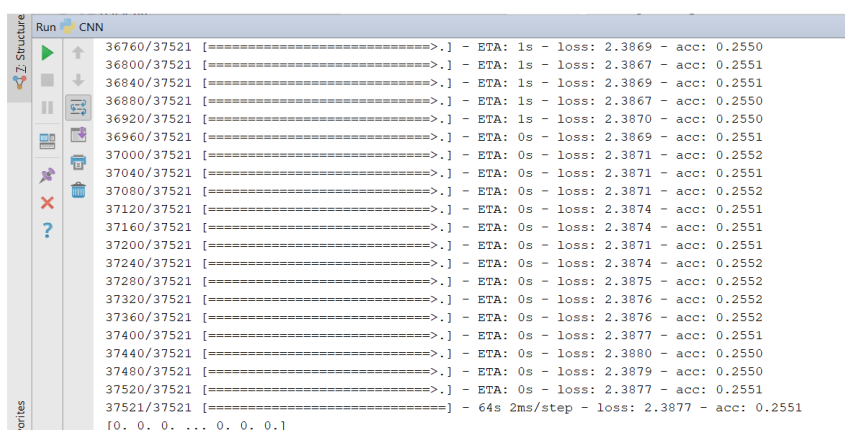 Run CNN
7: Structure
36760/37521 [============================>.] - ETA: 1s - loss: 2.3869 - acc: 0.2550
36800/37521 [============================>.] - ETA: 1s - loss: 2.3867 - acc: 0.2551
36840/37521 [============================>.] - ETA: 1s - loss: 2.3869 - acc: 0.2551
36880/37521 [============================>.] - ETA: 1s - loss: 2.3867 - acc: 0.2550
36920/37521 [============================>.] - ETA: 1s - loss: 2.3870 - acc: 0.2550
36960/37521 [============================>.] - ETA: 0s - loss: 2.3869 - acc: 0.2551
37000/37521 [============================>.] - ETA: 0s - loss: 2.3871 - acc: 0.2552
37040/37521 [============================>.] - ETA: 0s - loss: 2.3871 - acc: 0.2551
37080/37521 [============================>.] - ETA: 0s - loss: 2.3871 - acc: 0.2552
37120/37521 [============================>.] - ETA: 0s - loss: 2.3874 - acc: 0.2551
37160/37521 [============================>.] - ETA: 0s - loss: 2.3874 - acc: 0.2551
37200/37521 [============================>.] - ETA: 0s - loss: 2.3871 - acc: 0.2551
37240/37521 [============================>.] - ETA: 0s - loss: 2.3874 - acc: 0.2552
37280/37521 [============================>.] - ETA: 0s - loss: 2.3875 - acc: 0.2552
37320/37521 [============================>.] - ETA: 0s - loss: 2.3876 - acc: 0.2552
37360/37521 [============================>.] - ETA: 0s - loss: 2.3876 - acc: 0.2552
37400/37521 [============================>.] - ETA: 0s - loss: 2.3877 - acc: 0.2551
37440/37521 [============================>.] - ETA: 0s - loss: 2.3880 - acc: 0.2550
37480/37521 [============================>.] - ETA: 0s - loss: 2.3879 - acc: 0.2550
37520/37521 [============================>.] - ETA: 0s - loss: 2.3877 - acc: 0.2551
37521/37521 [==============================] - 64s 2ms/step - loss: 2.3877 - acc: 0.2551
[0. 0. 0. ... 0. 0. 0.]